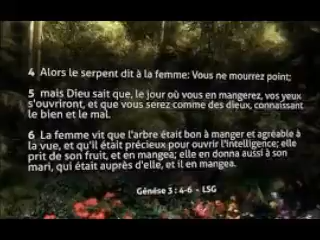 4 Alors le serpent dit à la femme: Vous ne mourrez point;
5 mais Dieu sait que, le jour où vous en mangerez, vos yeux
s'ouvriront, et que vous serez comme des dieux, connaissant
le bien et le mal.
6 La femme vit que l'arbre était bon à manger et agréable à
la vue, et qu'il était précieux pour ouvrir l'intelligence; elle
prit de son fruit, et en mangea; elle en donna aussi à son
mari, qui était auprès d'elle, et il en mangea.
Génése 3 : 4-6 - LSG